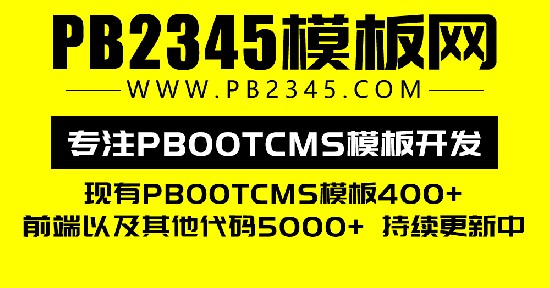 PB2345模板网
WWW.PB2345.COM
专注PBOOTCMS模板开发
现有PBOOTCMS模板400+
前端以及其他代码5000+ 持续更新中